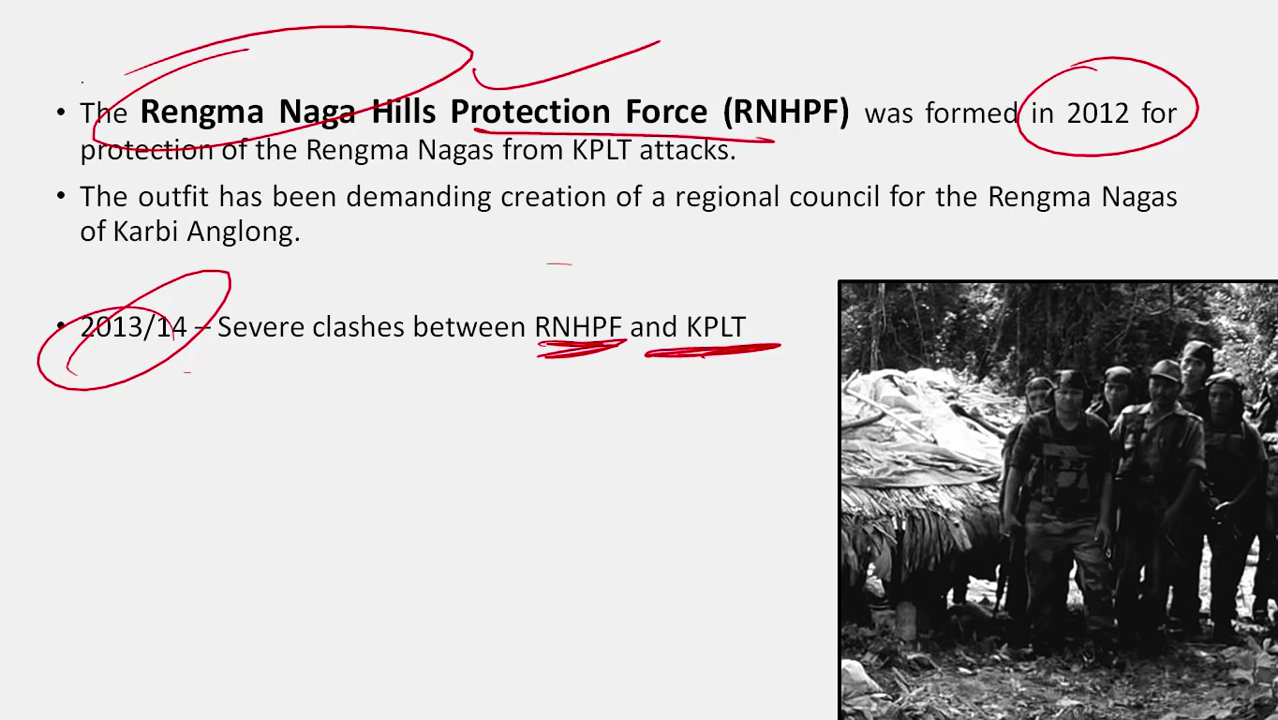 • The Rengma Naga Hills Protection Force (RNHPF) was formed in 2012 for
protection of the Rengma Nagas from KPLT attacks.
• The outfit has been demanding creation of a regional council for the Rengma Nagas
of Karbi Anglong.
• 2013/14 – Severe clashes between RNHPF and KPLT